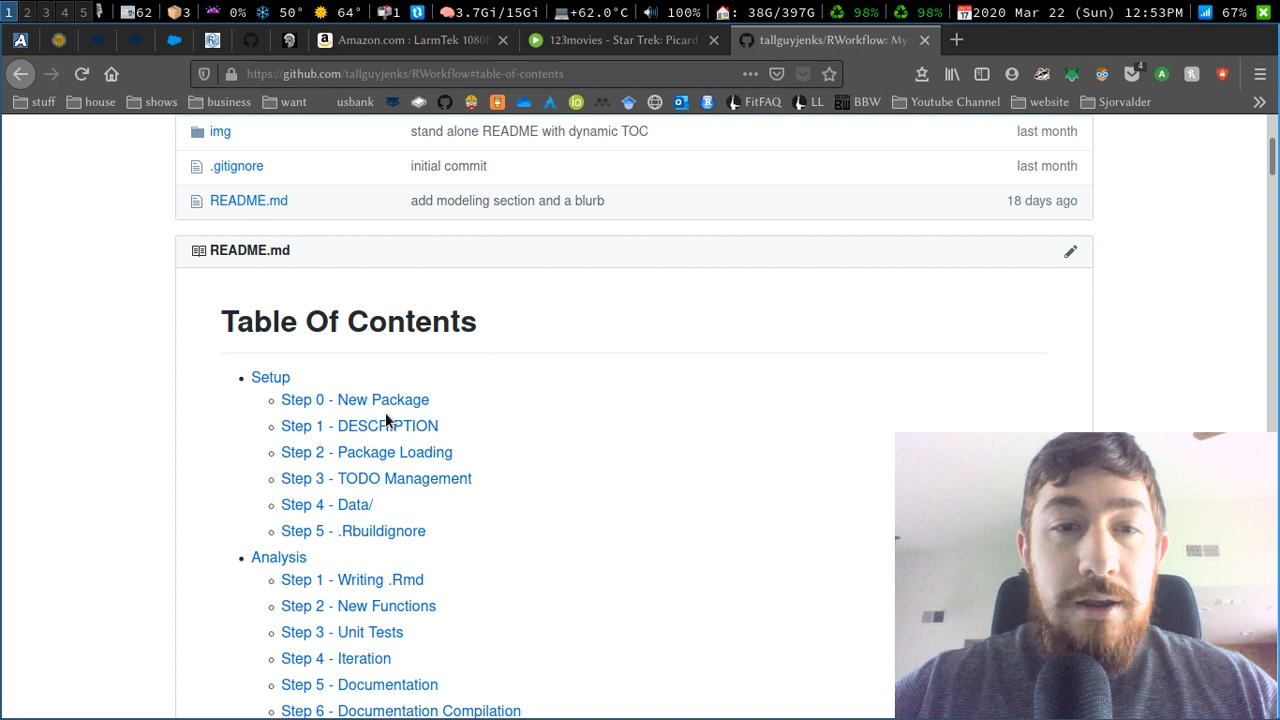 1 2 3 4 5 62 3 50° 64° 1 3.7Gi/15Gi +62.0°C 100% : 38G/397G 98% 98% 2020 Mar 22 (Sun) 12:53PM 67%
Amazon.com : LarmTek 1080P 123movies - Star Trek: Picard tallguyjenks/RWorkflow: My
https://github.com/tallguyjenks/RWorkflow#table-of-contents 4
stuff house shows business want usbank FitFAQ LL BBW Youtube Channel website Sjorvalder
img stand alone README with dynamic TOC last month
.gitignore initial commit last month
README.md add modeling section and a blurb 18 days ago
README.md
Table Of Contents
Setup
Step 0 - New Package
Step 1 - DESCRIPTION
Step 2 - Package Loading
Step 3 - TODO Management
Step 4 - Data/
Step 5 - .Rbuildignore
Analysis
Step 1 - Writing .Rmd
Step 2 - New Functions
Step 3 - Unit Tests
Step 4 - Iteration
Step 5 - Documentation
Step 6 - Documentation Compilation